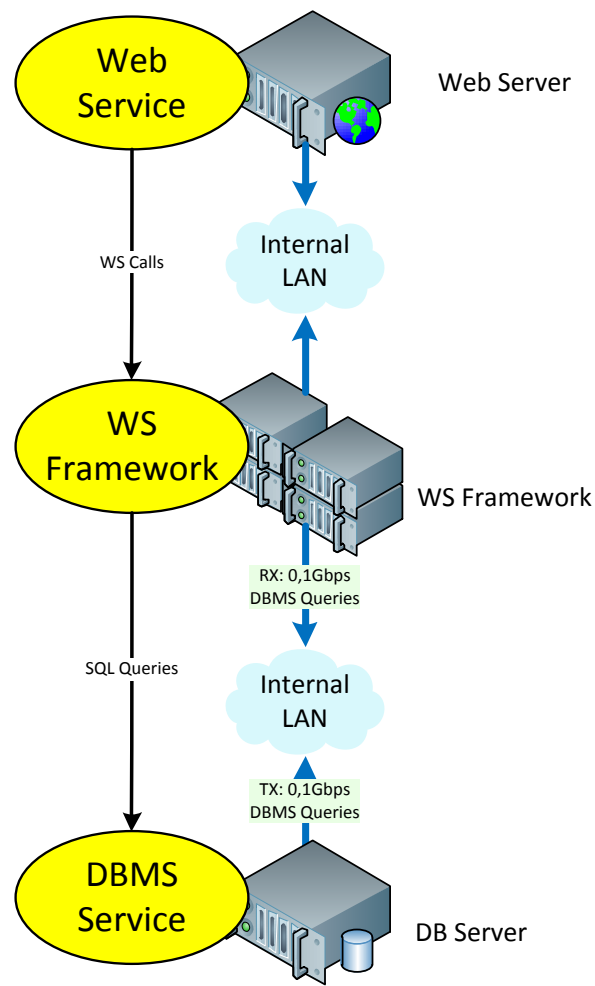 Web
Service
Web Server
Internal
LAN
WS Calls
WS
Framework
WS Framework
RX: 0,1Gbps
DBMS Queries
SQL Queries
Internal
LAN
TX: 0,1Gbps
DBMS Queries
DBMS
Service
DB Server